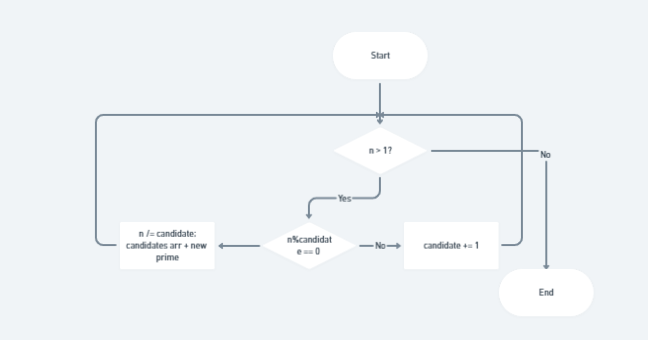 Start
n > 1?
No
Yes
n /= candidate:
candidates arr + new
prime
n%candidat
e == 0
No
candidate += 1
End